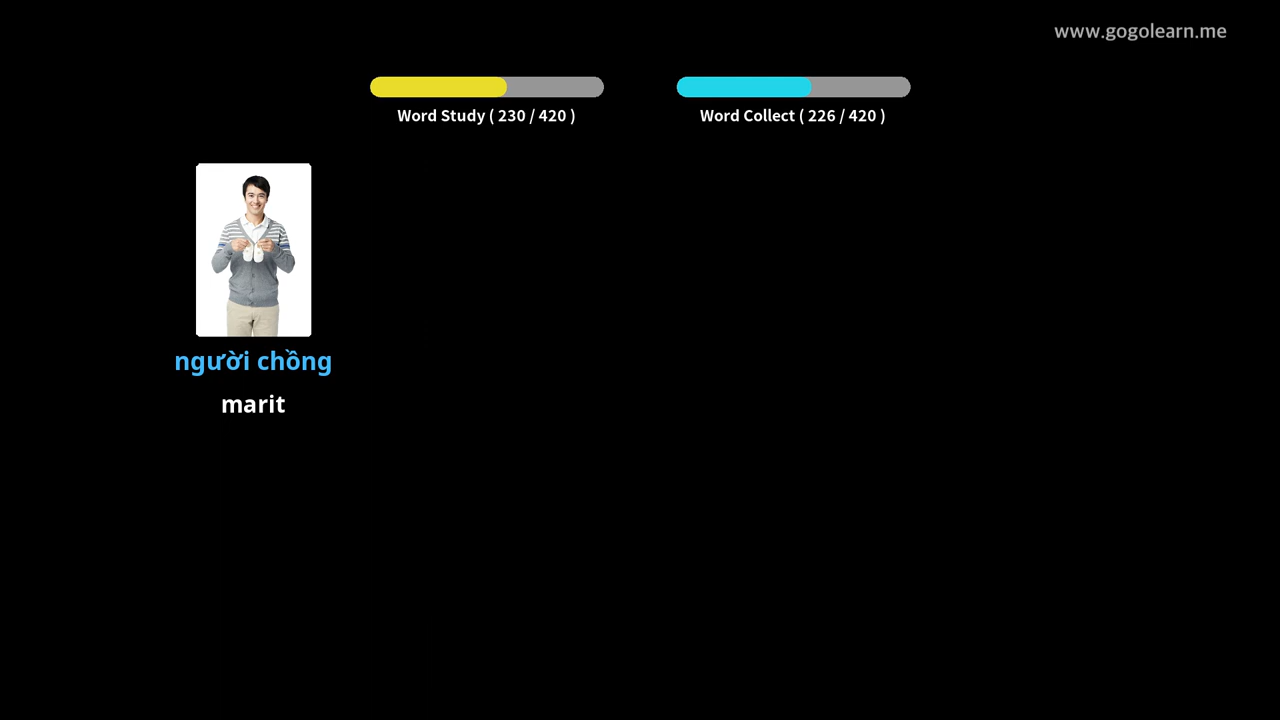 www.gogolearn.me
Word Study ( 230 / 420 )
Word Collect ( 226 / 420 )
người chồng
marit